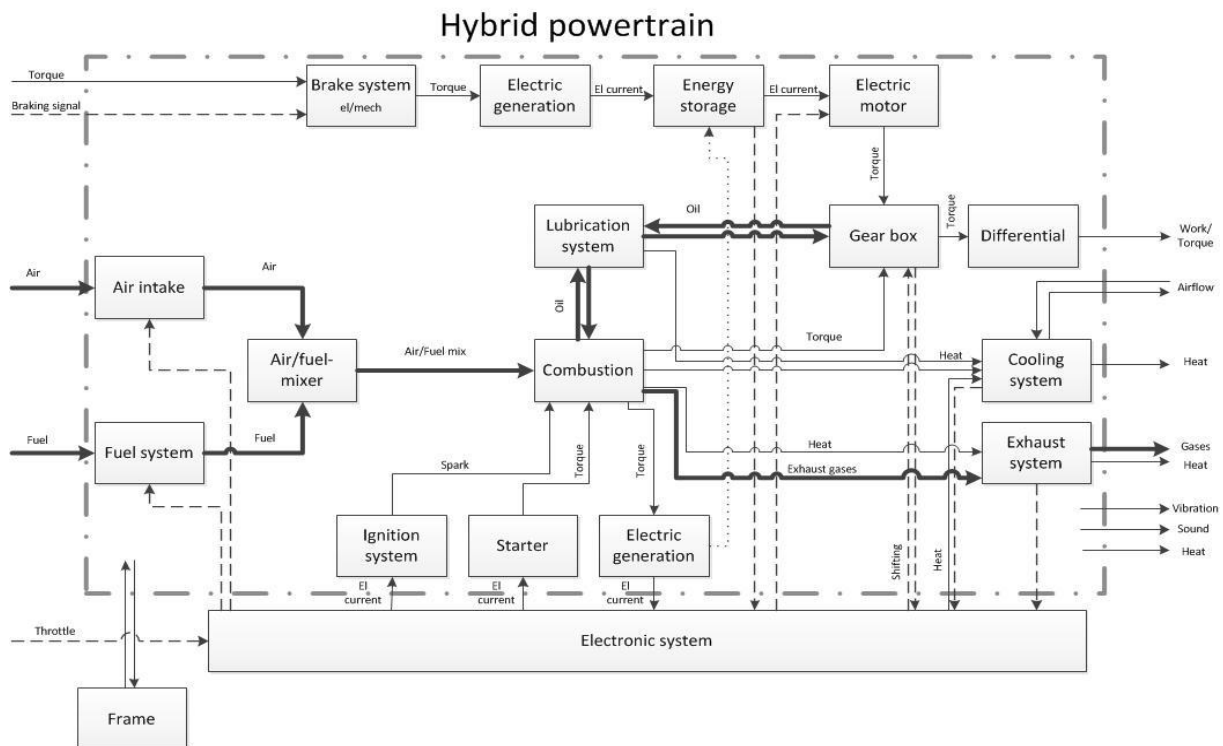 Hybrid powertrain
Torque
Braking signal
Brake system
el/mech
Torque
Electric
generation
El current
Energy
storage
El current
Electric
motor
Torque
Oil
Lubrication
system
Gear box
Torque
Differential
Work/
Torque
Air
Air intake
Air
Oil
Airflow
Air/fuel-
mixer
Air/Fuel mix
Combustion
Torque
Heat
Cooling
system
Heat
Fuel
Fuel system
Fuel
Spark
Torque
Torque
Heat
Exhaust gases
Exhaust
system
Gases
Heat
Ignition
system
Starter
Electric
generation
Shifting
Heat
Vibration
Sound
Heat
El
current
El
current
El
current
Throttle
Electronic system
Frame